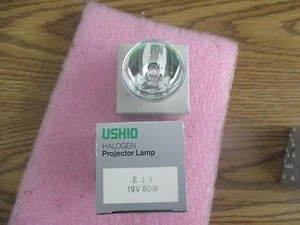 USHIO
HALOGEN
Projector Lamp
EJV
19V 80W